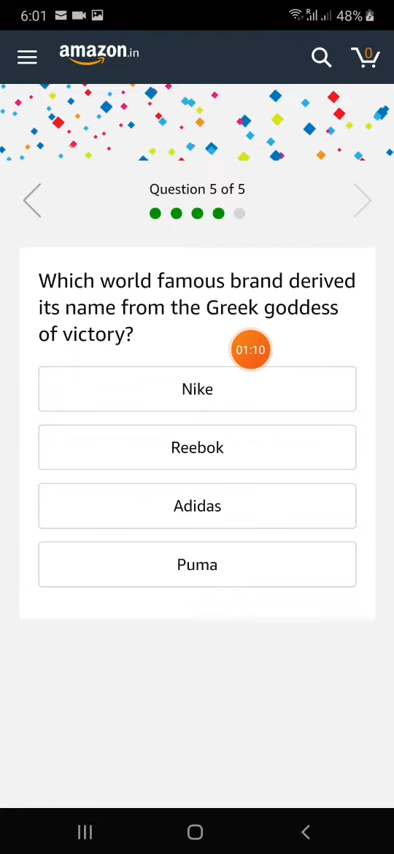 6:01 48%
amazon.in
0
Question 5 of 5
Which world famous brand derived
its name from the Greek goddess
of victory?
01:10
Nike
Reebok
Adidas
Puma